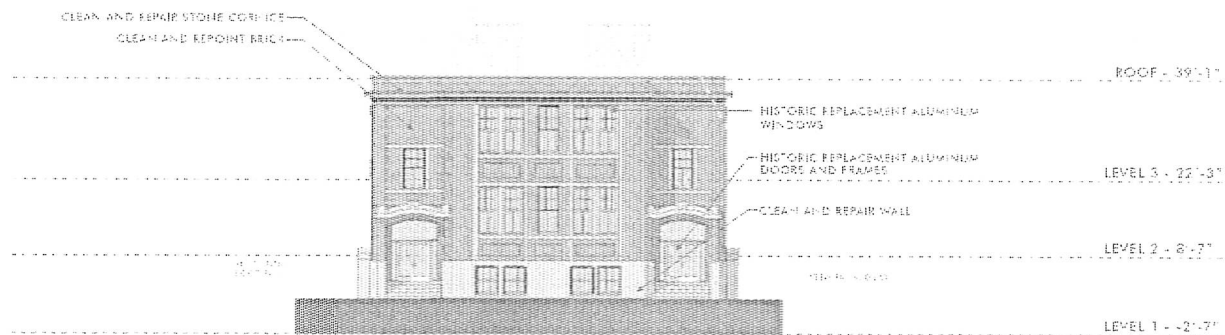 CLEAN AND REPAIR STONE CORNICE
CLEAN AND REPOINT BRICK
ROOF - 39'-1"
HISTORIC REPLACEMENT ALUMINUM
WINDOWS
HISTORIC REPLACEMENT ALUMINUM
DOORS AND FRAMES
LEVEL 3 - 22'-3"
CLEAN AND REPAIR WALL
LEVEL 2 - 8'-7"
LEVEL 1 - -2'-7"